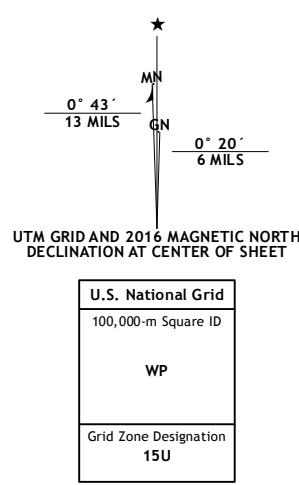 MN
0° 43´
13 MILS
GN
0° 20´
6 MILS
UTM GRID AND 2016 MAGNETIC NORTH
DECLINATION AT CENTER OF SHEET
U.S. National Grid
100,000-m Square ID
WP
Grid Zone Designation
15U